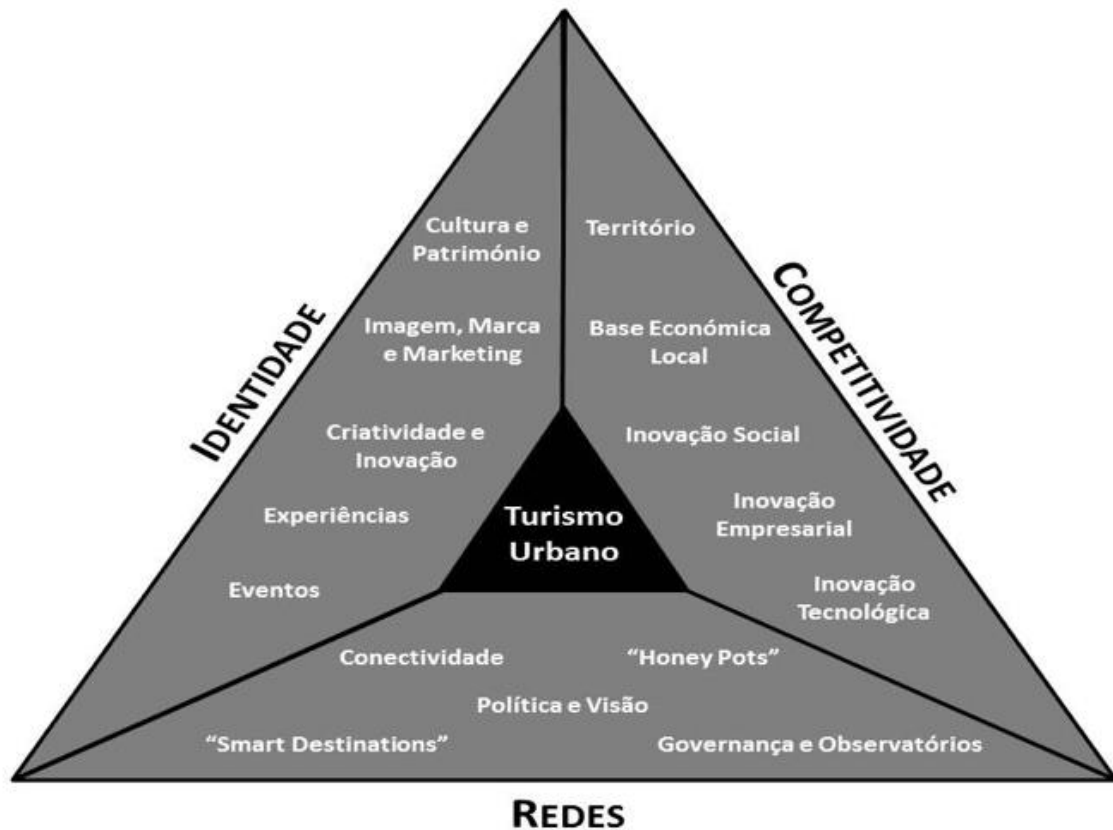 Cultura e
Património
Imagem, Marca
e Marketing
Criatividade e
Inovação
Experiências
Eventos
IDENTIDADE
Território
Base Económica
Local
Inovação Social
Inovação
Empresarial
Inovação
Tecnológica
COMPETITIVIDADE
Turismo
Urbano
Conectividade
“Honey Pots”
Política e Visão
“Smart Destinations”
Governança e Observatórios
REDES